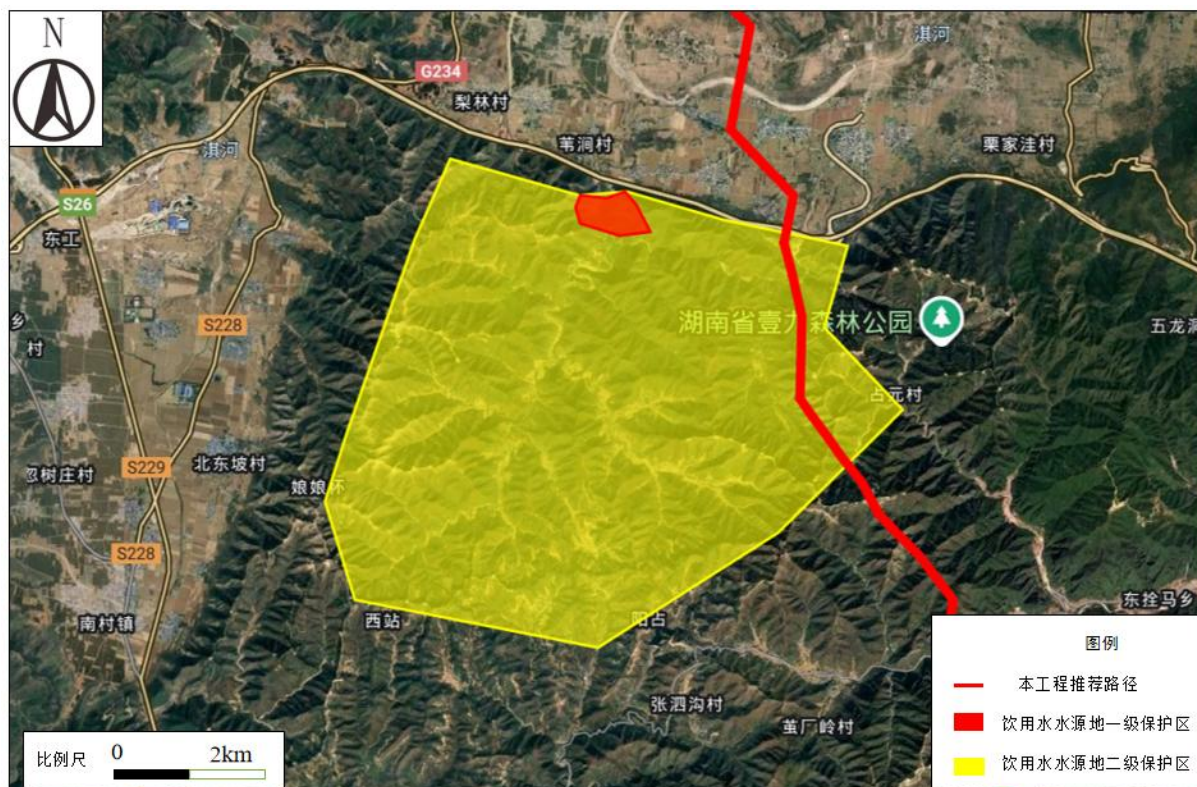 N
淇河
G234
梨林村
淇河
苇涧村
栗家洼村
S26
东工
S228
湖南省壹九森林公园
五龙洞
乡
村
占元村
北东坡村
S229
忍树庄村
娘娘怀
S228
南村镇
西站
阳占
东拴马乡
张泗沟村
茧厂岭村
图例
本工程推荐路径
饮用水水源地一级保护区
饮用水水源地二级保护区
比例尺 0 2km